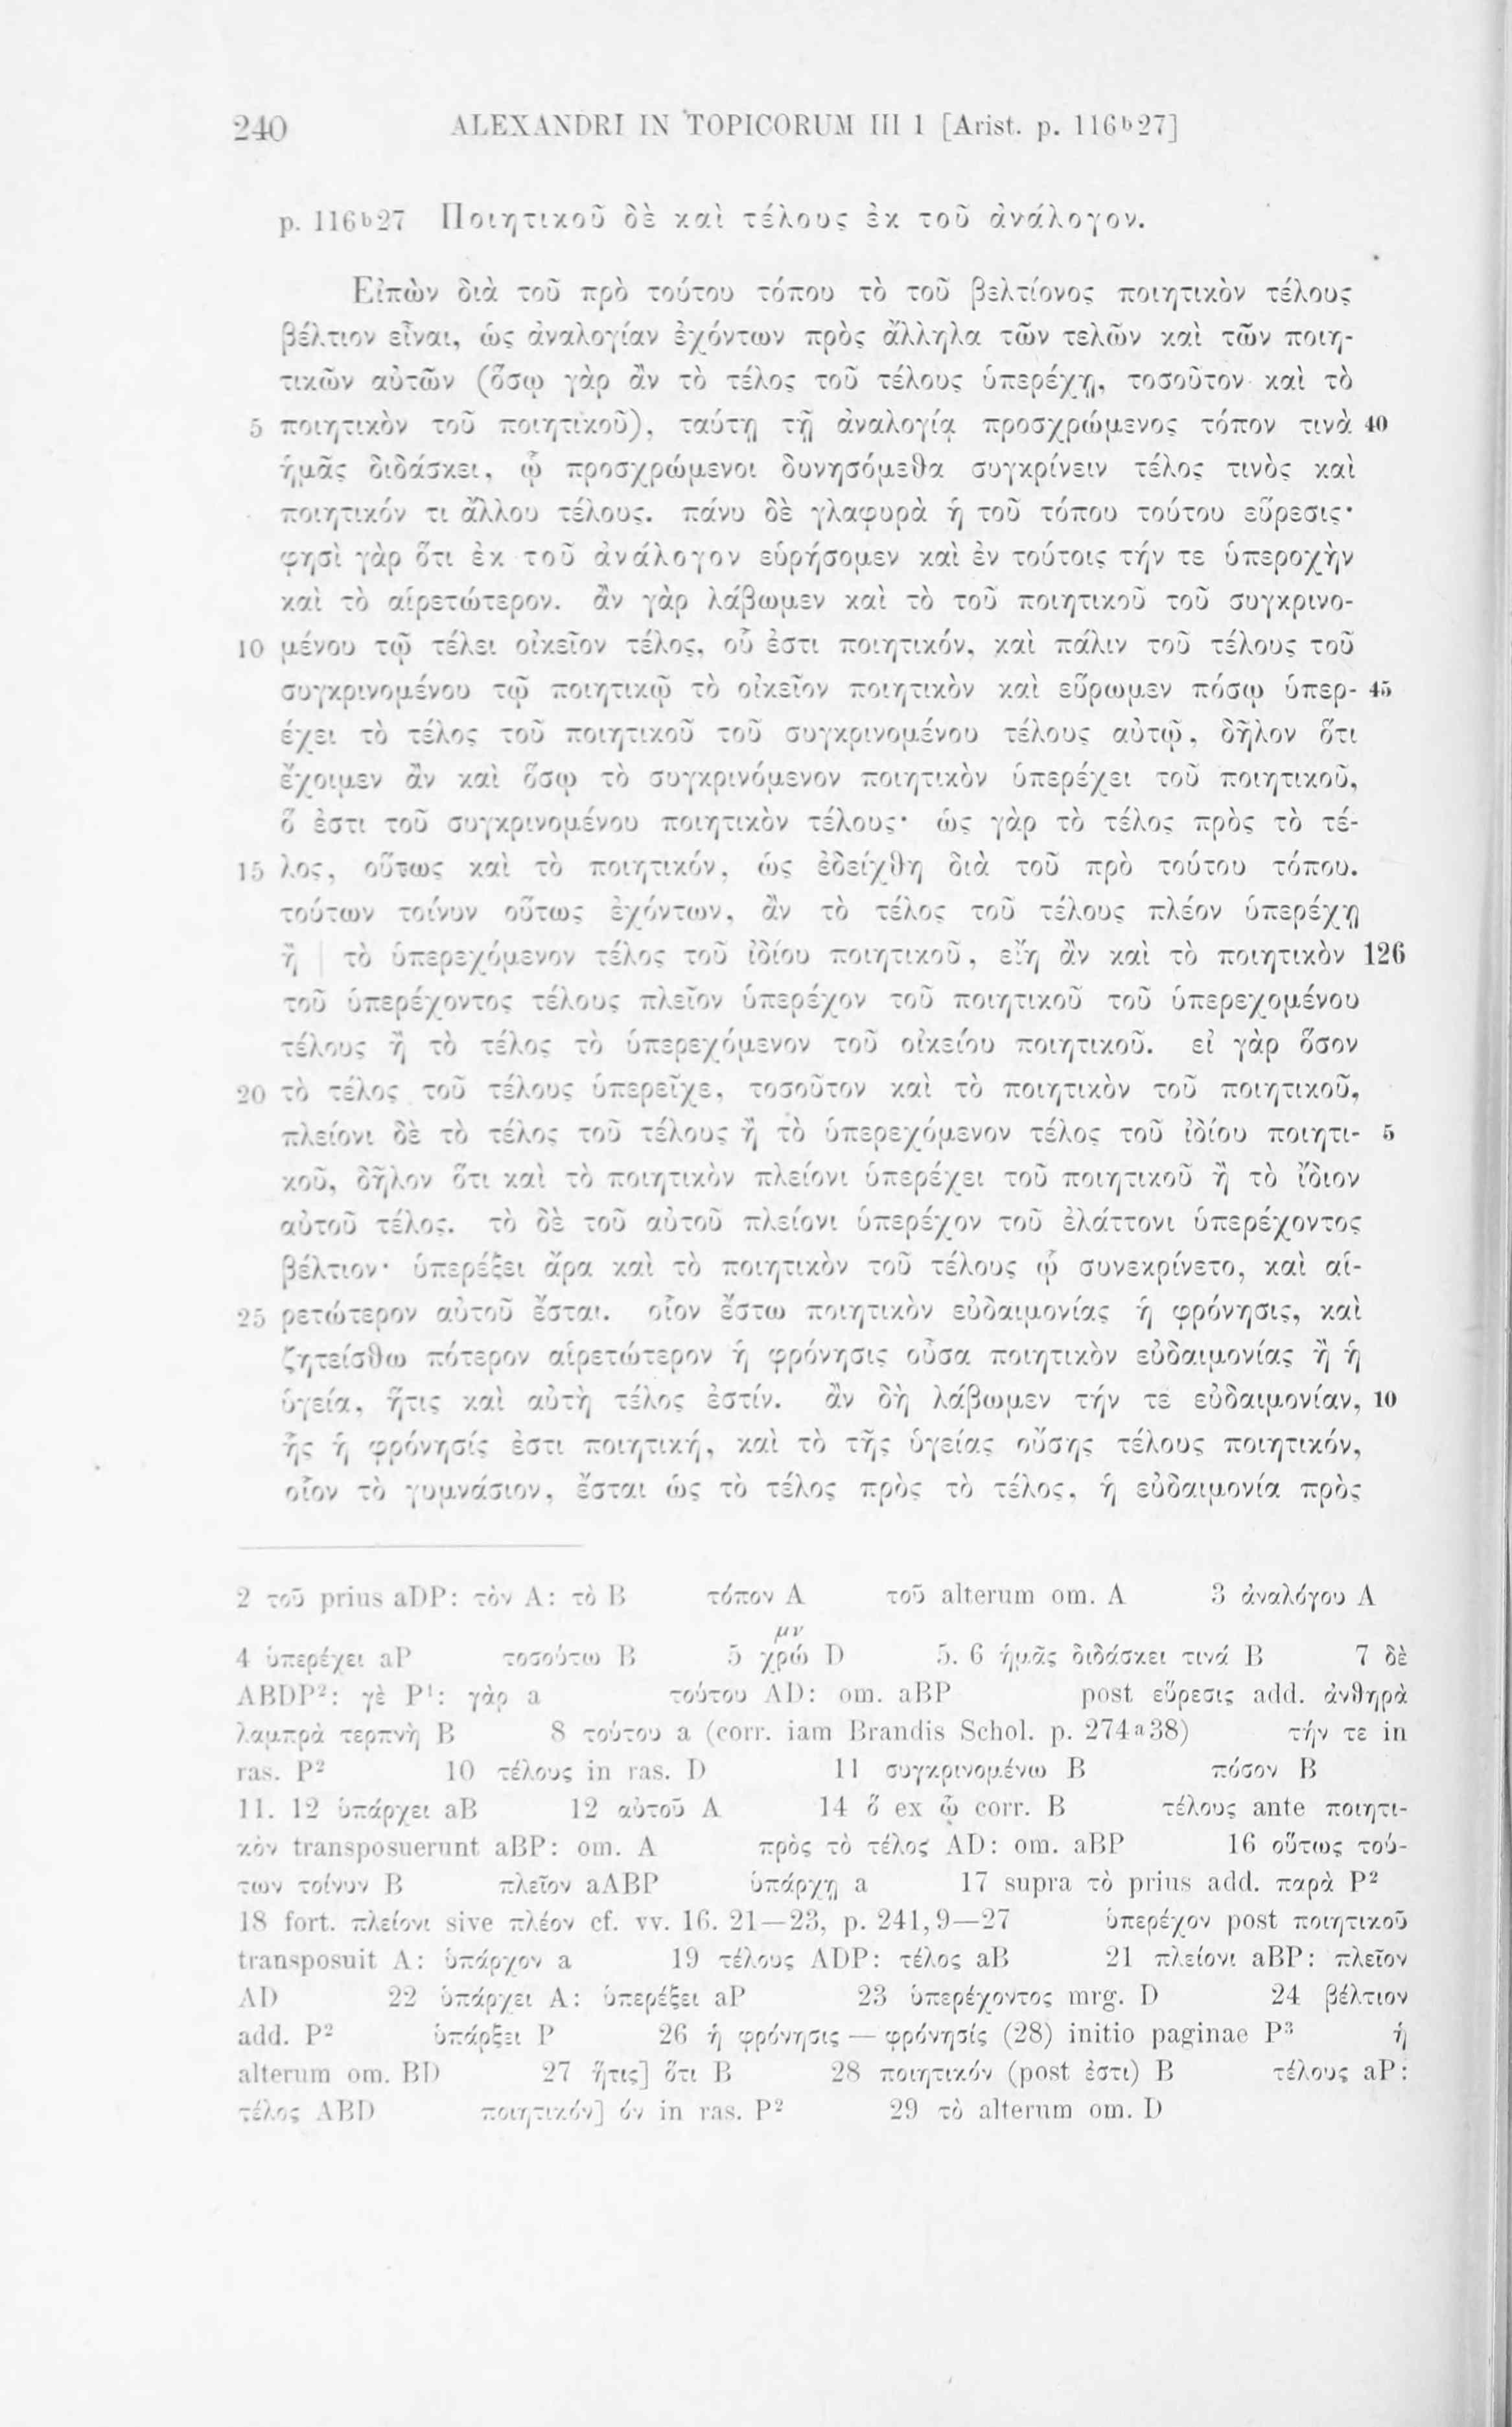 240 ALEXANDRI IN TOPICORUM III 1 [Arist. p. 116ᵇ27]
p. 116ᵇ27 Ποιητικοῦ δὲ καὶ τέλους ἐκ τοῦ ἀνάλογον.
Εἰπὼν διὰ τοῦ πρὸ τούτου τόπου τὸ τοῦ βελτίονος ποιητικὸν τέλους
βέλτιον εἶναι, ὡς ἀναλογίαν ἐχόντων πρὸς ἄλληλα τῶν τελῶν καὶ τῶν ποιη-
τικῶν αὐτῶν (ὅσῳ γὰρ ἂν τὸ τέλος τοῦ τέλους ὑπερέχῃ, τοσοῦτον καὶ τὸ
5 ποιητικὸν τοῦ ποιητικοῦ), ταύτῃ τῇ ἀναλογίᾳ προσχρώμενος τόπον τινὰ 40
ἡμᾶς διδάσκει, ᾧ προσχρώμενοι δυνησόμεθα συγκρίνειν τέλος τινὸς καὶ
ποιητικόν τι ἄλλου τέλους. πάνυ δὲ γλαφυρὰ ἡ τοῦ τόπου τούτου εὕρεσις·
φησὶ γὰρ ὅτι ἐκ τοῦ ἀνάλογον εὑρήσομεν καὶ ἐν τούτοις τήν τε ὑπεροχὴν
καὶ τὸ αἱρετώτερον. ἂν γὰρ λάβωμεν καὶ τὸ τοῦ ποιητικοῦ τοῦ συγκρινο-
10 μένου τῷ τέλει οἰκεῖον τέλος, οὗ ἐστι ποιητικόν, καὶ πάλιν τοῦ τέλους τοῦ
συγκρινομένου τῷ ποιητικῷ τὸ οἰκεῖον ποιητικὸν καὶ εὕρωμεν πόσῳ ὑπερ- 45
έχει τὸ τέλος τοῦ ποιητικοῦ τοῦ συγκρινομένου τέλους αὐτῷ, δῆλον ὅτι
ἔχοιμεν ἂν καὶ ὅσῳ τὸ συγκρινόμενον ποιητικὸν ὑπερέχει τοῦ ποιητικοῦ,
ὅ ἐστι τοῦ συγκρινομένου ποιητικὸν τέλους· ὡς γὰρ τὸ τέλος πρὸς τὸ τέ-
15 λος, οὕτως καὶ τὸ ποιητικόν, ὡς ἐδείχθη διὰ τοῦ πρὸ τούτου τόπου.
τούτων τοίνυν οὕτως ἐχόντων, ἂν τὸ τέλος τοῦ τέλους πλέον ὑπερέχῃ
ἢ | τὸ ὑπερεχόμενον τέλος τοῦ ἰδίου ποιητικοῦ, εἴη ἂν καὶ τὸ ποιητικὸν 126
τοῦ ὑπερέχοντος τέλους πλεῖον ὑπερέχον τοῦ ποιητικοῦ τοῦ ὑπερεχομένου
τέλους ἢ τὸ τέλος τὸ ὑπερεχόμενον τοῦ οἰκείου ποιητικοῦ. εἰ γὰρ ὅσον
20 τὸ τέλος τοῦ τέλους ὑπερεῖχε, τοσοῦτον καὶ τὸ ποιητικὸν τοῦ ποιητικοῦ,
πλείονι δὲ τὸ τέλος τοῦ τέλους ἢ τὸ ὑπερεχόμενον τέλος τοῦ ἰδίου ποιητι- 5
κοῦ, δῆλον ὅτι καὶ τὸ ποιητικὸν πλείονι ὑπερέχει τοῦ ποιητικοῦ ἢ τὸ ἴδιον
αὐτοῦ τέλος. τὸ δὲ τοῦ αὐτοῦ πλείονι ὑπερέχον τοῦ ἐλάττονι ὑπερέχοντος
βέλτιον· ὑπερέξει ἄρα καὶ τὸ ποιητικὸν τοῦ τέλους ᾧ συνεκρίνετο, καὶ αἱ-
25 ρετώτερον αὐτοῦ ἔσται. οἷον ἔστω ποιητικὸν εὐδαιμονίας ἡ φρόνησις, καὶ
ζητείσθω πότερον αἱρετώτερον ἡ φρόνησις οὖσα ποιητικὸν εὐδαιμονίας ἢ ἡ
ὑγεία, ἥτις καὶ αὐτὴ τέλος ἐστίν. ἂν δὴ λάβωμεν τήν τε εὐδαιμονίαν, 10
ἧς ἡ φρόνησίς ἐστι ποιητική, καὶ τὸ τῆς ὑγείας οὔσης τέλους ποιητικόν,
οἷον τὸ γυμνάσιον, ἔσται ὡς τὸ τέλος πρὸς τὸ τέλος, ἡ εὐδαιμονία πρὸς
2 τοῦ prius aDP: τὸν A: τὸ B τόπον A τοῦ alterum om. A 3 ἀναλόγου A
4 ὑπερέχει aP τοσούτω B 5 χρώ μν D 5. 6 ἡμᾶς διδάσκει τινά B 7 δὲ
ABDP²: γὲ P¹: γὰρ a τούτου AD: om. aBP post εὕρεσις add. ἀνθηρὰ
λαμπρὰ τερπνὴ B 8 τούτου a (corr. iam Brandis Schol. p. 274ᵃ38) τήν τε in
ras. P² 10 τέλους in ras. D 11 συγκρινομένω B πόσον B
11. 12 ὑπάρχει aB 12 αὐτοῦ A 14 ὅ ex ᾧ corr. B τέλους ante ποιητι-
κὸν transposuerunt aBP: om. A πρὸς τὸ τέλος AD: om. aBP 16 οὕτως τού-
των τοίνυν B πλεῖον aABP ὑπάρχῃ a 17 supra τὸ prius add. παρὰ P²
18 fort. πλείονι sive πλέον cf. vv. 16. 21—23, p. 241,9—27 ὑπερέχον post ποιητικοῦ
transposuit A: ὑπάρχον a 19 τέλους ADP: τέλος aB 21 πλείονι aBP: πλεῖον
AD 22 ὑπάρχει A: ὑπερέξει aP 23 ὑπερέχοντος mrg. D 24 βέλτιον
add. P² ὑπάρξει P 26 ἡ φρόνησις — φρόνησίς (28) initio paginae P³ ἡ
alterum om. BD 27 ἥτις] ὅτι B 28 ποιητικόν (post ἐστι) B τέλους aP:
τέλος ABD ποιητικόν] όν in ras. P² 29 τὸ alterum om. D